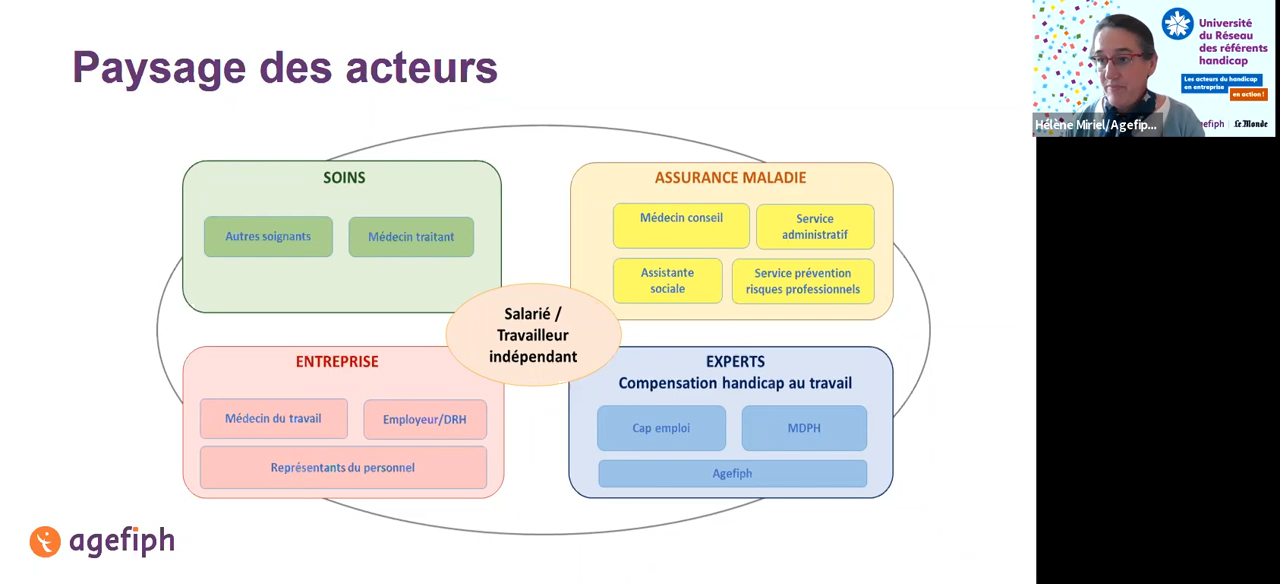 Paysage des acteurs
SOINS
Autres soignants
Médecin traitant
ASSURANCE MALADIE
Médecin conseil
Service
administratif
Assistante
sociale
Service prévention
risques professionnels
Salarié /
Travailleur
indépendant
ENTREPRISE
Médecin du travail
Employeur/DRH
Représentants du personnel
EXPERTS
Compensation handicap au travail
Cap emploi
MDPH
Agefiph
agefiph
Université
du Réseau
des référents
handicap
Les acteurs du handicap
en entreprise
en action !
Hélène Miriel/Agefip...
gefiph
Le Monde